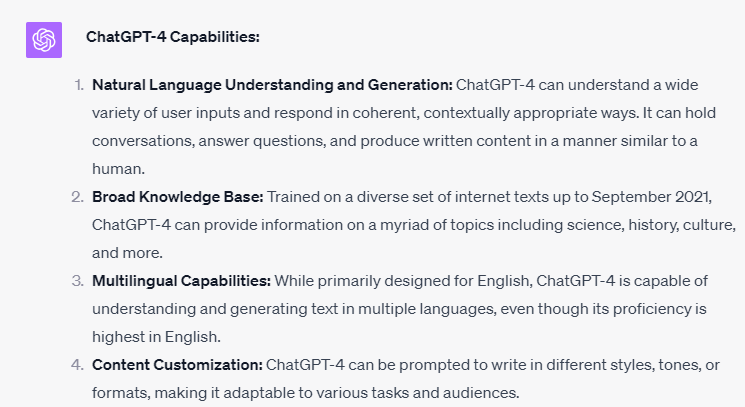 ChatGPT-4 Capabilities:
1. Natural Language Understanding and Generation: ChatGPT-4 can understand a wide
variety of user inputs and respond in coherent, contextually appropriate ways. It can hold
conversations, answer questions, and produce written content in a manner similar to a
human.
2. Broad Knowledge Base: Trained on a diverse set of internet texts up to September 2021,
ChatGPT-4 can provide information on a myriad of topics including science, history, culture,
and more.
3. Multilingual Capabilities: While primarily designed for English, ChatGPT-4 is capable of
understanding and generating text in multiple languages, even though its proficiency is
highest in English.
4. Content Customization: ChatGPT-4 can be prompted to write in different styles, tones, or
formats, making it adaptable to various tasks and audiences.